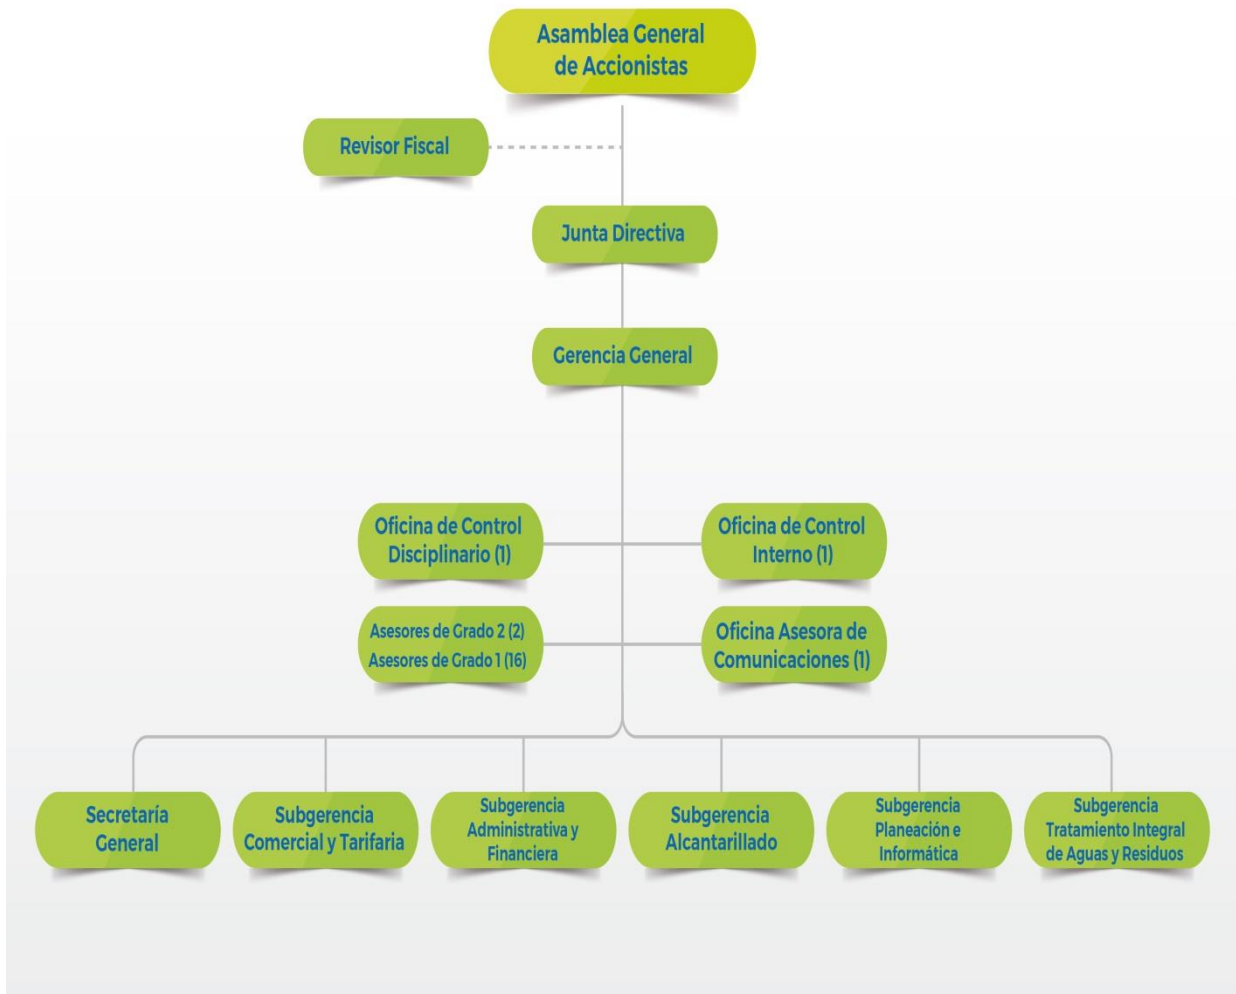 Asamblea General
de Accionistas
Revisor Fiscal
Junta Directiva
Gerencia General
Oficina de Control
Disciplinario (1)
Oficina de Control
Interno (1)
Asesores de Grado 2 (2)
Asesores de Grado 1 (16)
Oficina Asesora de
Comunicaciones (1)
Secretaría
General
Subgerencia
Comercial y Tarifaria
Subgerencia
Administrativa y
Financiera
Subgerencia
Alcantarillado
Subgerencia
Planeación e
Informática
Subgerencia
Tratamiento Integral
de Aguas y Residuos